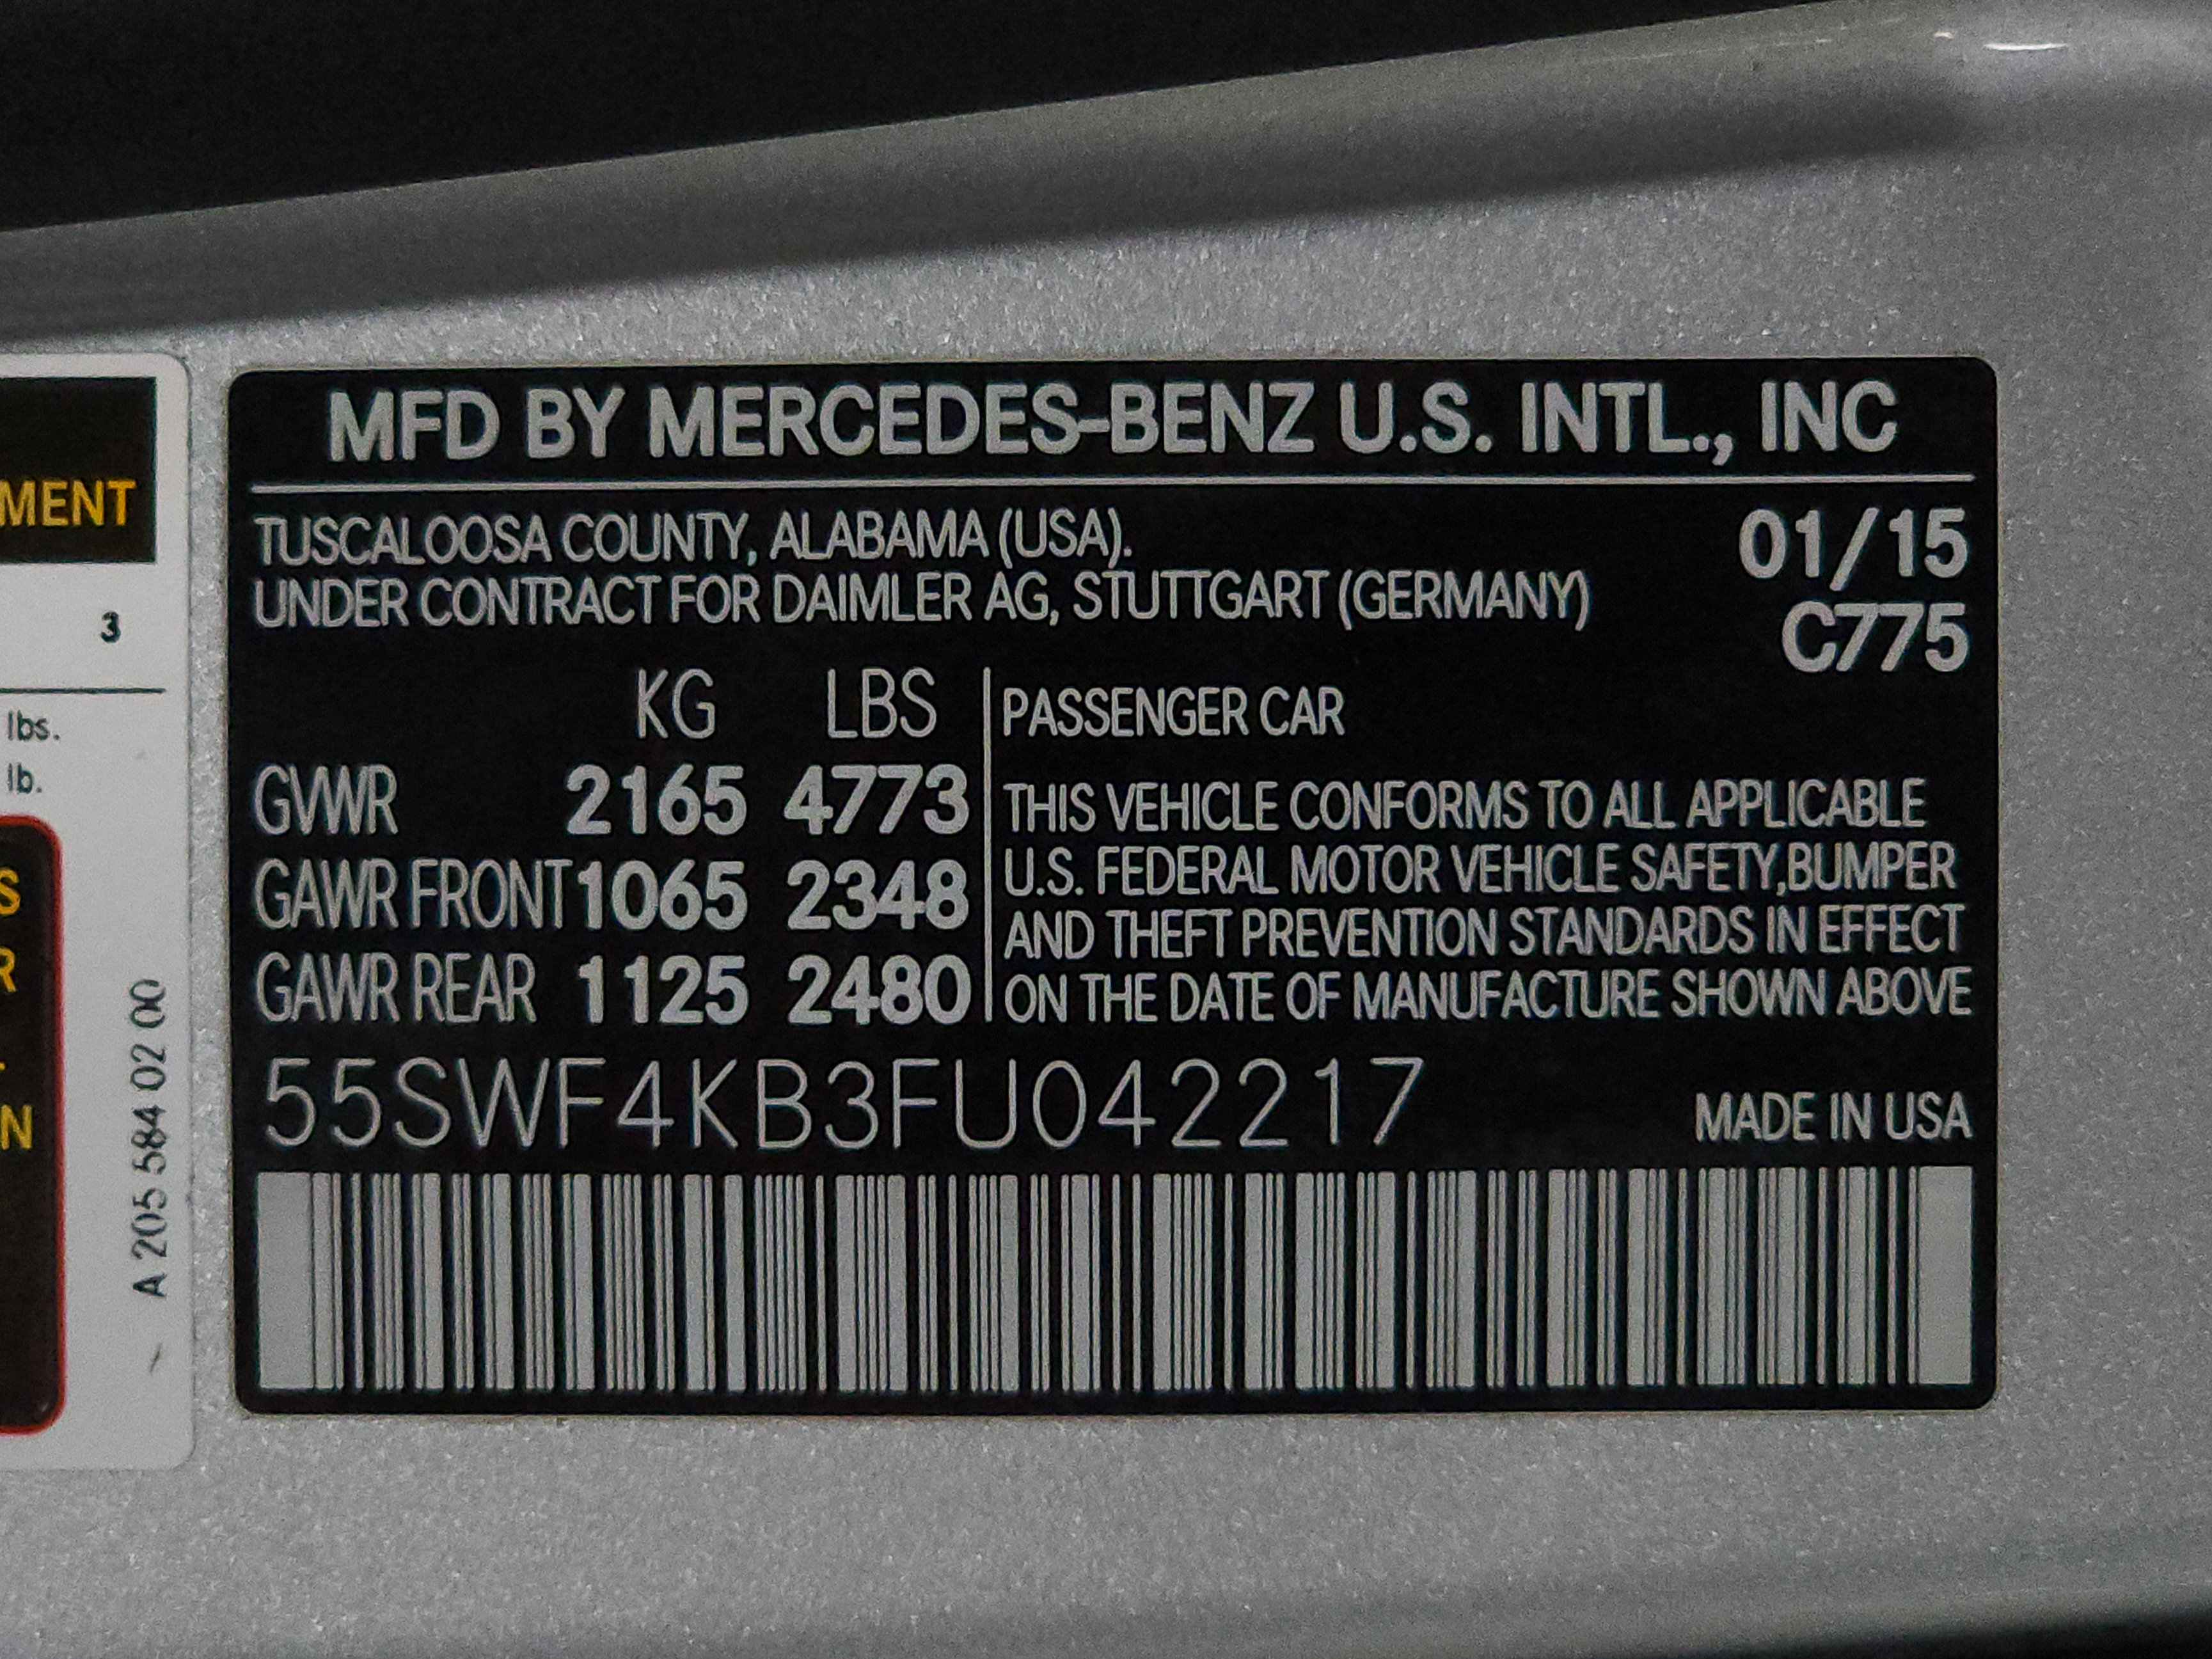 MENT
3
lbs.
lb.
S
R
N
A 205 584 02 00
MFD BY MERCEDES-BENZ U.S. INTL., INC
TUSCALOOSA COUNTY, ALABAMA (USA).
UNDER CONTRACT FOR DAIMLER AG, STUTTGART (GERMANY)
01/15
C775
KG LBS
GVWR 2165 4773
GAWR FRONT 1065 2348
GAWR REAR 1125 2480
PASSENGER CAR
THIS VEHICLE CONFORMS TO ALL APPLICABLE
U.S. FEDERAL MOTOR VEHICLE SAFETY,BUMPER
AND THEFT PREVENTION STANDARDS IN EFFECT
ON THE DATE OF MANUFACTURE SHOWN ABOVE
55SWF4KB3FU042217
MADE IN USA